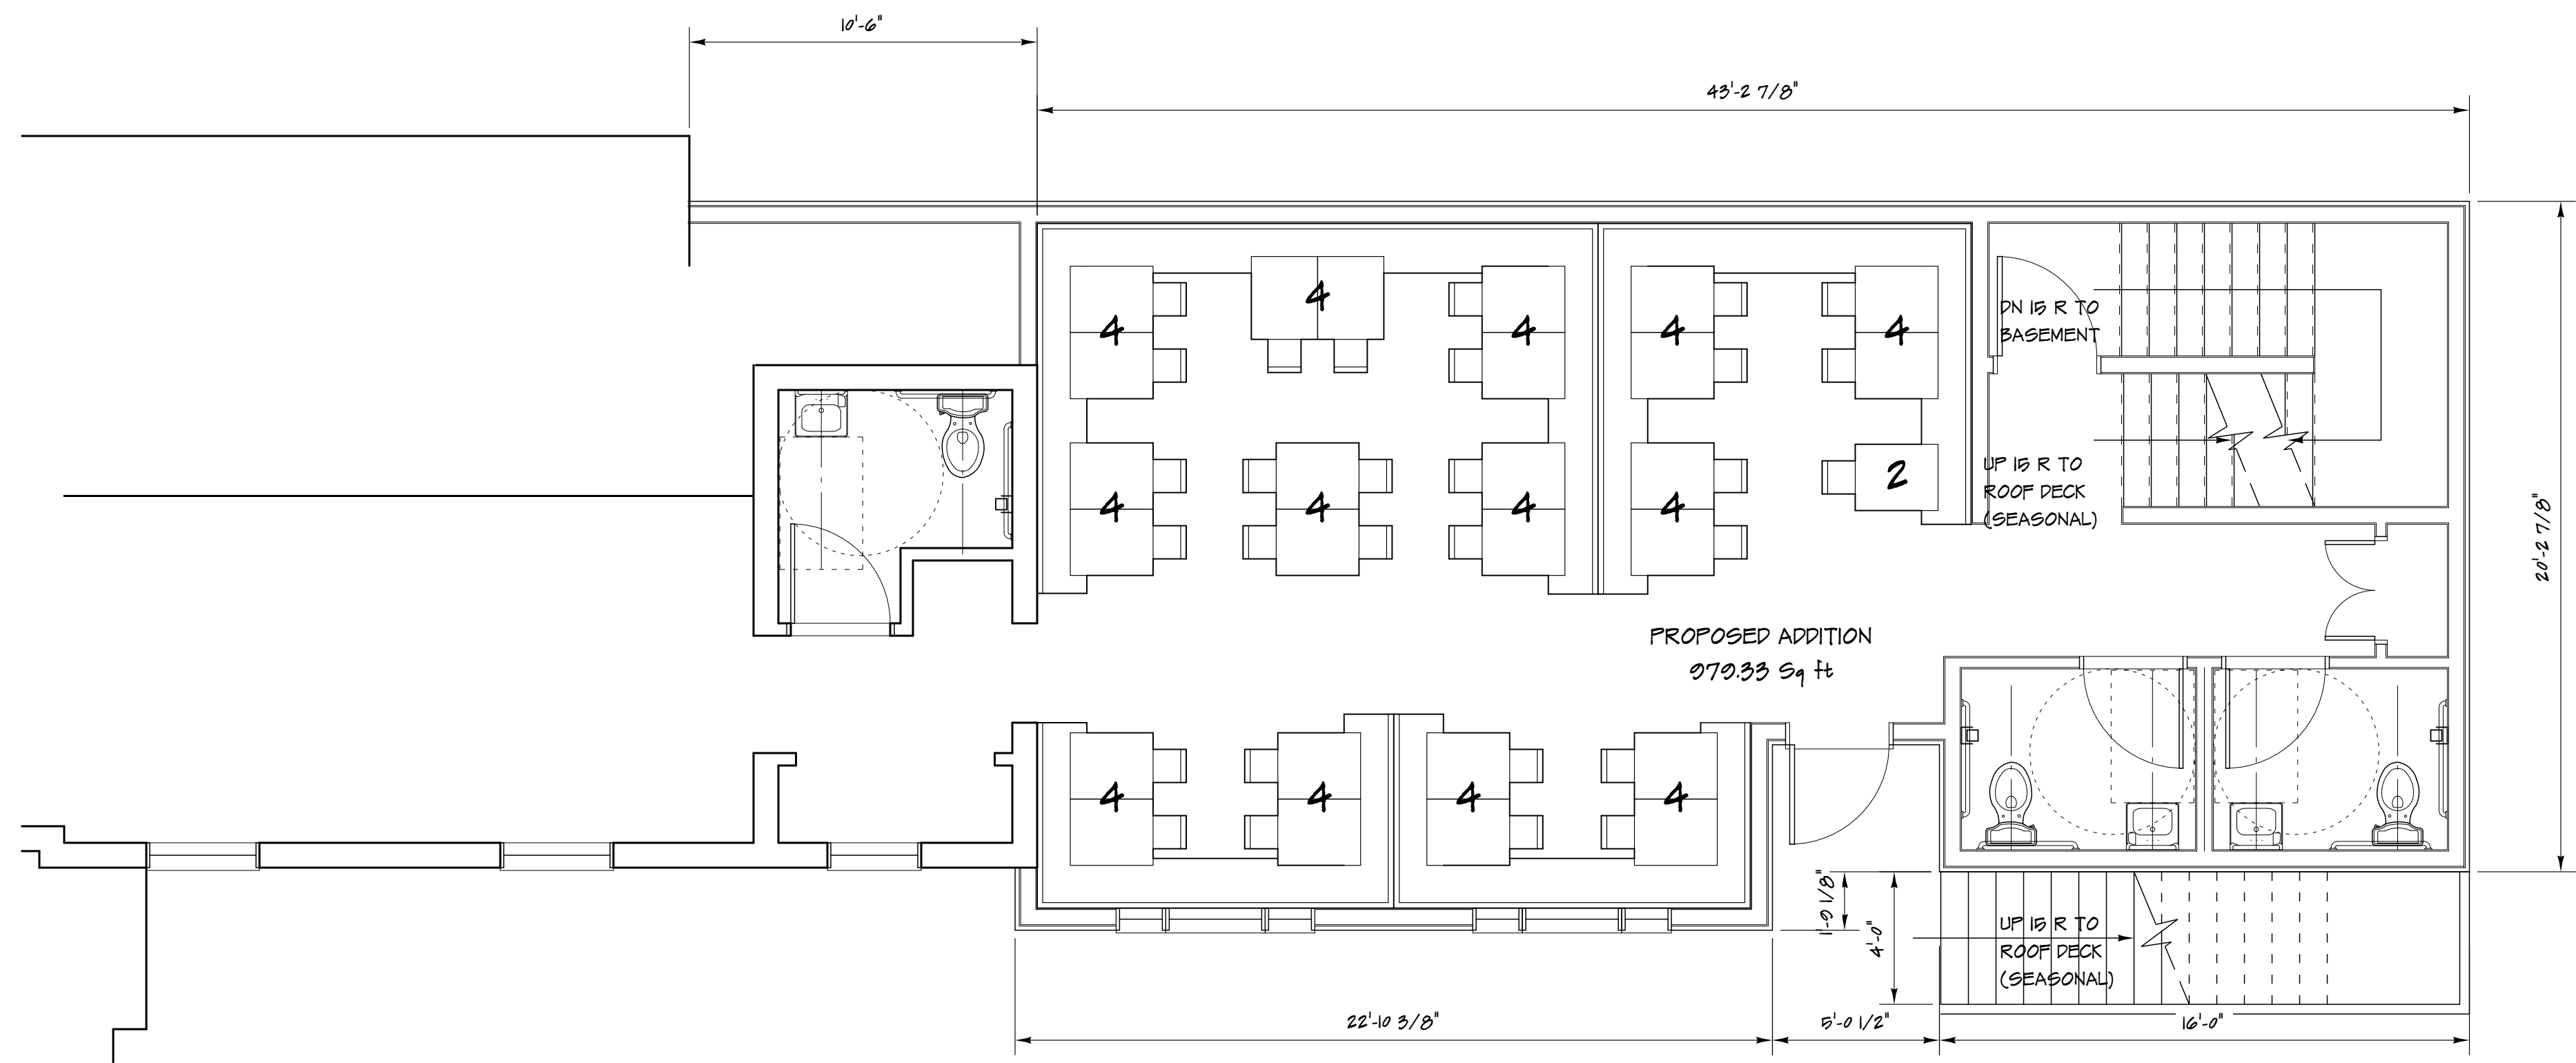 10'-6"
43'-2 7/8"
4
4
4
4
4
DN 15 R TO
BASEMENT
4
4
4
4
2
UP 15 R TO
ROOF DECK
(SEASONAL)
20'-2 7/8"
PROPOSED ADDITION
979.33 Sq ft
4
4
4
4
1'-9 1/8"
4'-0"
UP 15 R TO
ROOF DECK
(SEASONAL)
22'-10 3/8"
5'-0 1/2"
16'-0"